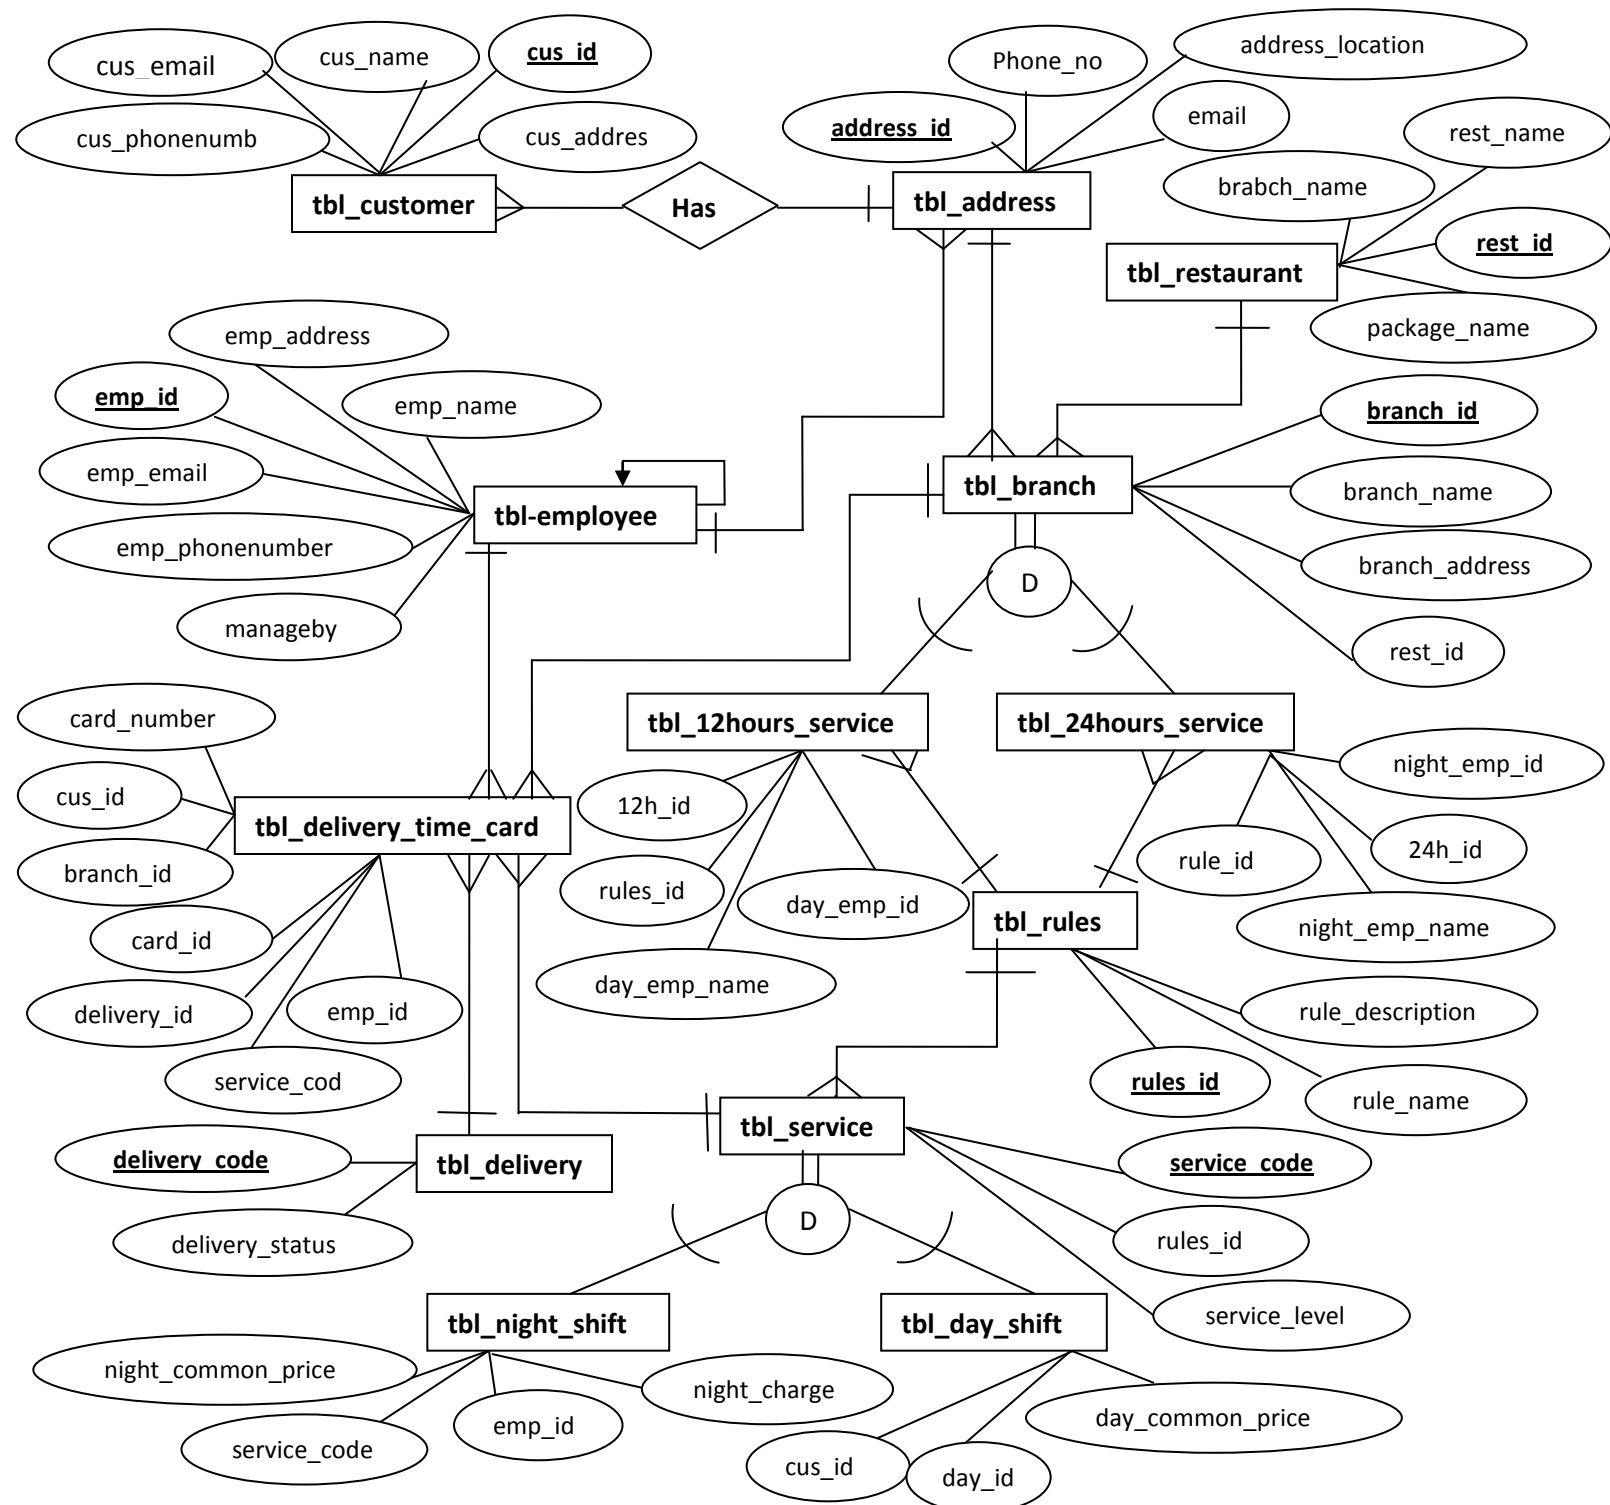 cus_email
cus_name
cus_id
Phone_no
address_location
cus_phonenumb
cus_addres
address_id
email
rest_name
brabch_name
tbl_customer
Has
tbl_address
rest_id
tbl_restaurant
package_name
emp_address
emp_id
emp_name
branch_id
emp_email
tbl-employee
tbl_branch
branch_name
emp_phonenumber
D
branch_address
manageby
rest_id
card_number
tbl_12hours_service
tbl_24hours_service
night_emp_id
cus_id
12h_id
tbl_delivery_time_card
24h_id
branch_id
rule_id
rules_id
day_emp_id
card_id
tbl_rules
night_emp_name
day_emp_name
delivery_id
emp_id
rule_description
service_cod
rules_id
rule_name
tbl_service
delivery_code
tbl_delivery
service_code
D
delivery_status
rules_id
service_level
tbl_night_shift
tbl_day_shift
night_common_price
night_charge
day_common_price
emp_id
service_code
cus_id
day_id